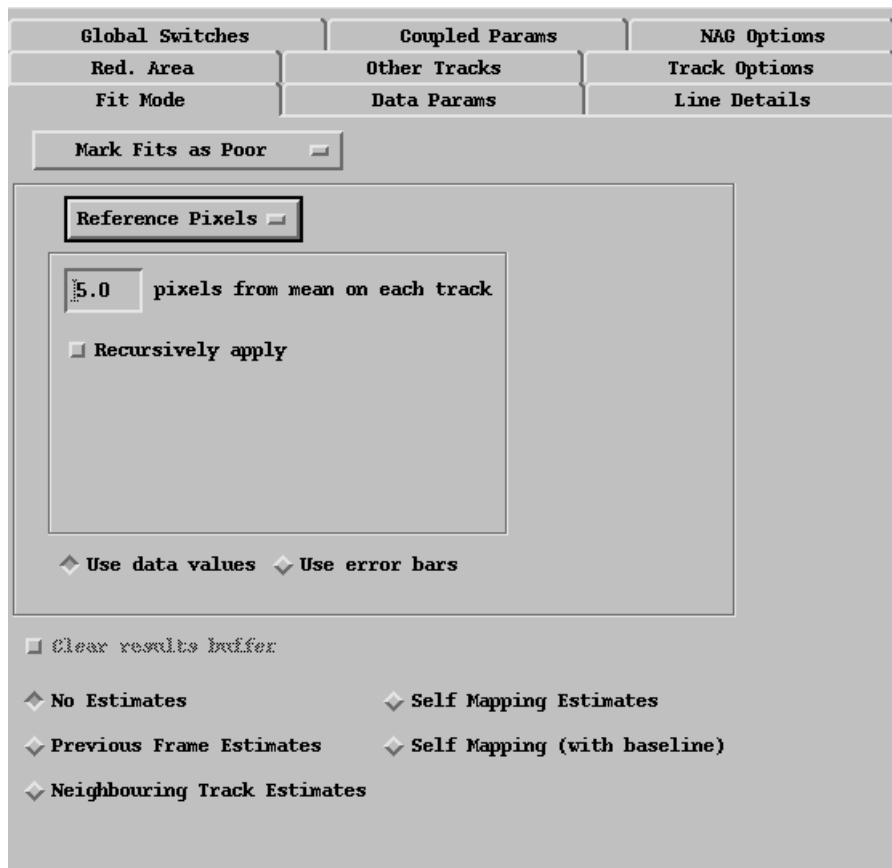 Global Switches Coupled Params NAG Options
Red. Area Other Tracks Track Options
Fit Mode Data Params Line Details
Mark Fits as Poor
Reference Pixels
5.0 pixels from mean on each track
Recursively apply
Use data values Use error bars
Clear results buffer
No Estimates Self Mapping Estimates
Previous Frame Estimates Self Mapping (with baseline)
Neighbouring Track Estimates